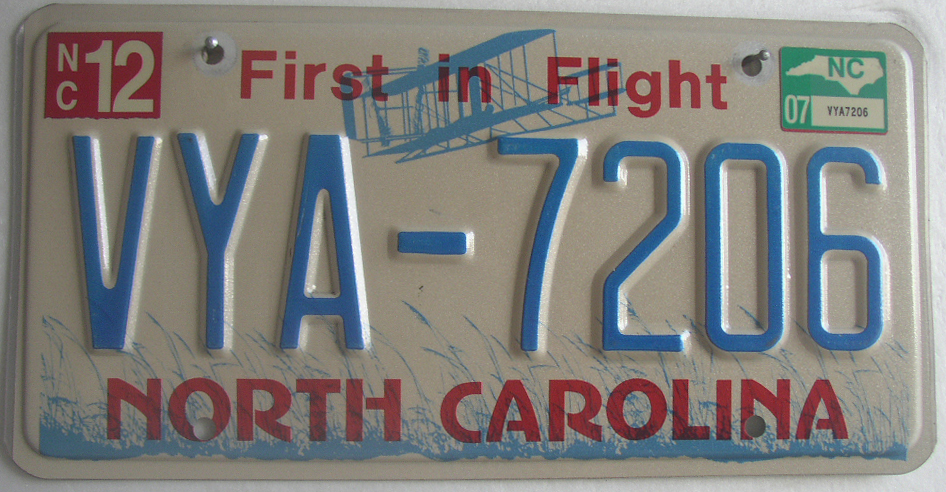 NC 12
First in Flight
NC
07 VYA7206
VYA-7206
NORTH CAROLINA